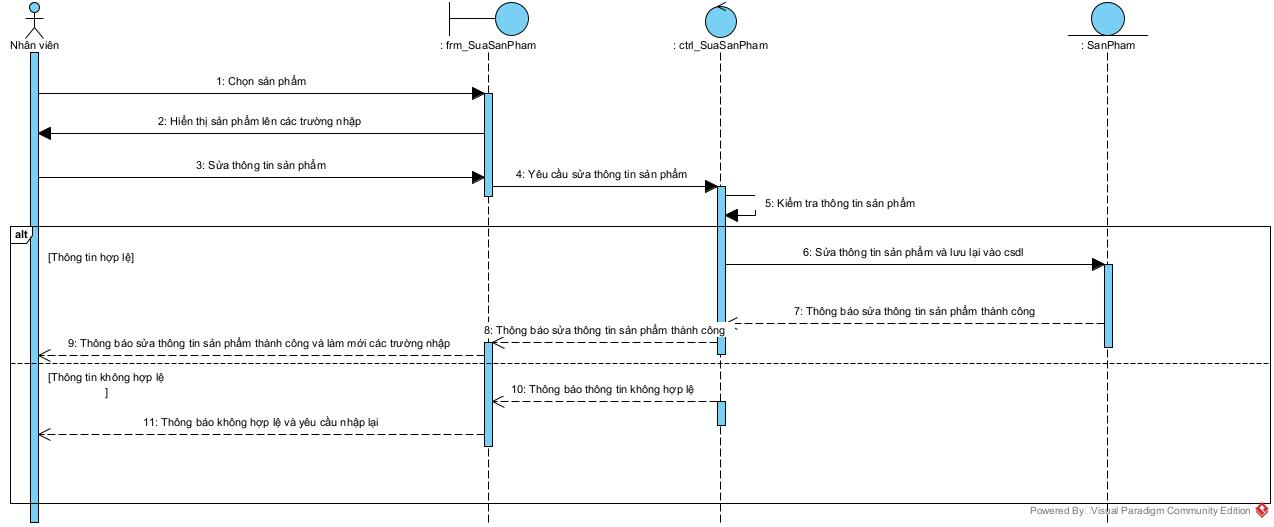 Nhân viên
: frm_SuaSanPham
: ctrl_SuaSanPham
: SanPham
1: Chọn sản phẩm
2: Hiển thị sản phẩm lên các trường nhập
3: Sửa thông tin sản phẩm
4: Yêu cầu sửa thông tin sản phẩm
5: Kiểm tra thông tin sản phẩm
alt
[Thông tin hợp lệ]
6: Sửa thông tin sản phẩm và lưu lại vào csdl
7: Thông báo sửa thông tin sản phẩm thành công
8: Thông báo sửa thông tin sản phẩm thành công
9: Thông báo sửa thông tin sản phẩm thành công và làm mới các trường nhập
[Thông tin không hợp lệ
]
10: Thông báo thông tin không hợp lệ
11: Thông báo không hợp lệ và yêu cầu nhập lại
Powered By Visual Paradigm Community Edition